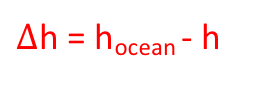 Δh = hocean - h